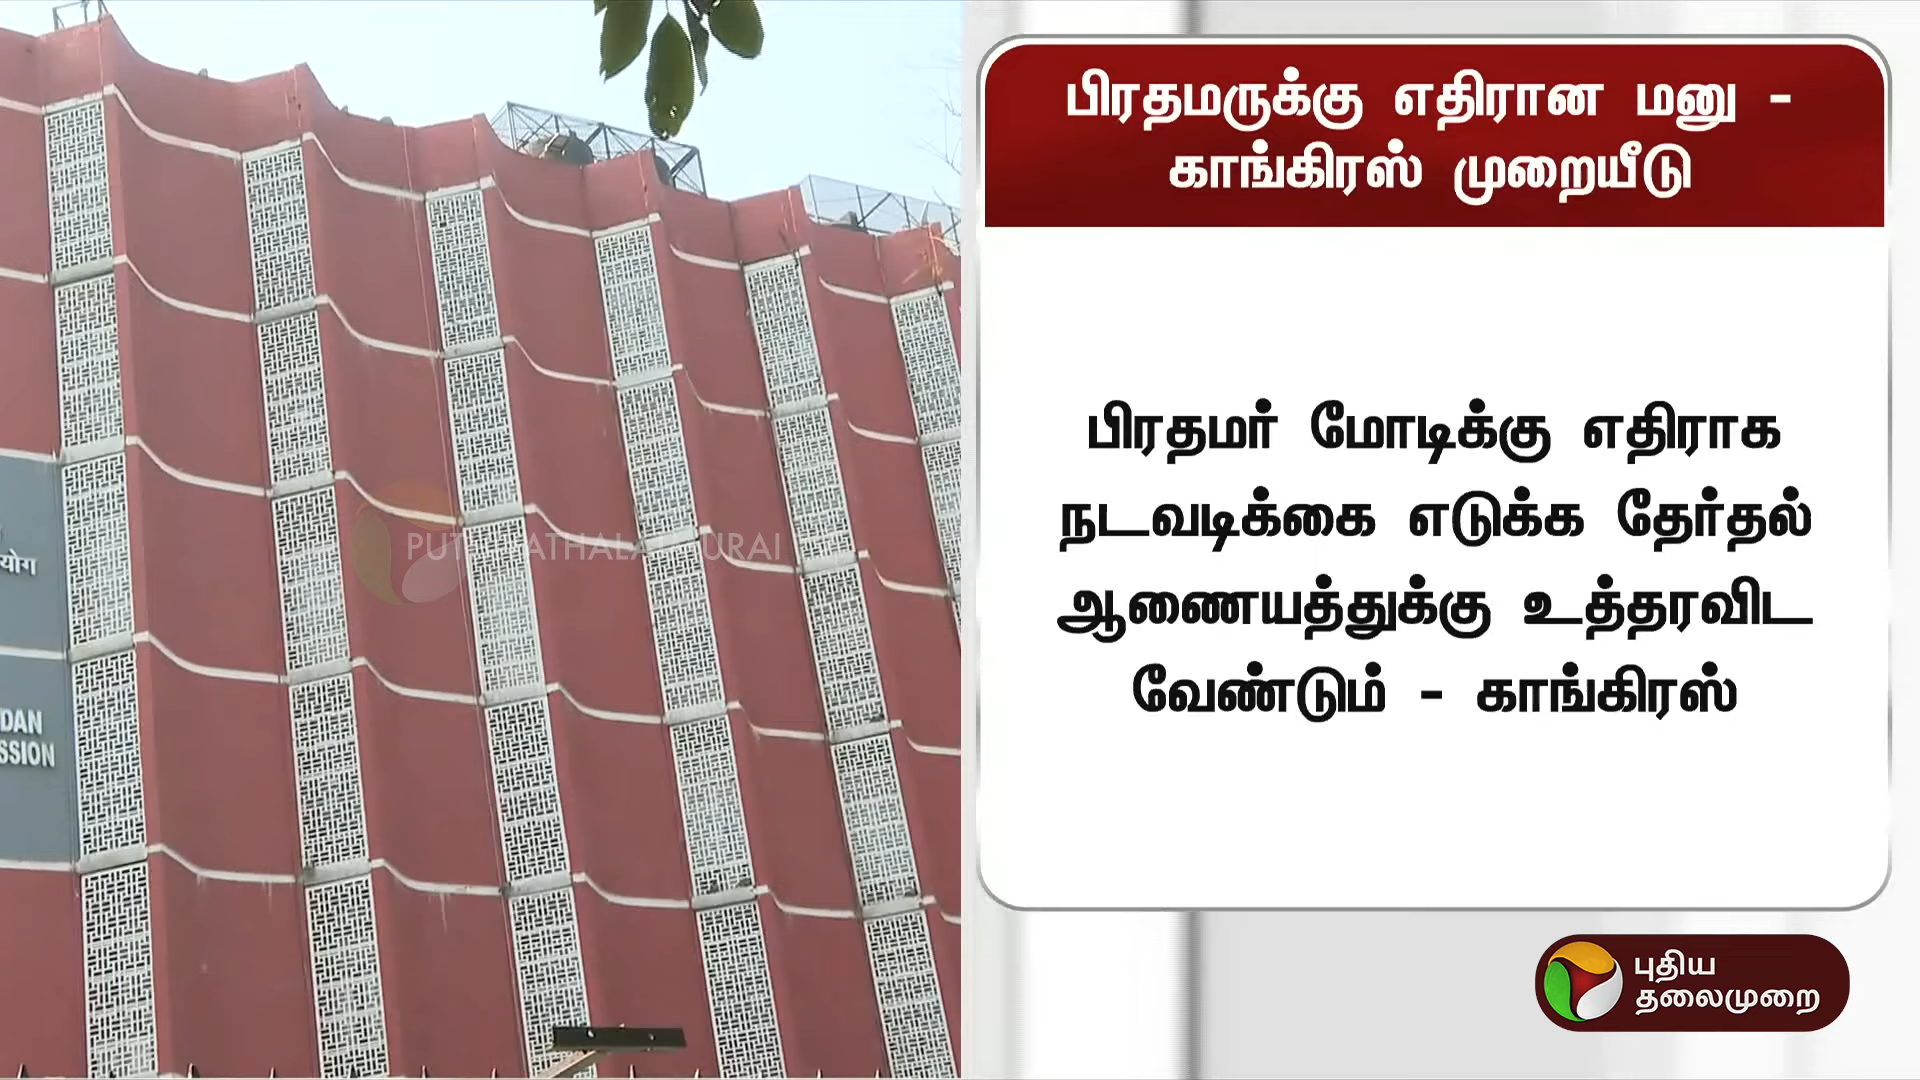 பிரதமருக்கு எதிரான மனு -
காங்கிரஸ் முறையீடு
பிரதமர் மோடிக்கு எதிராக
நடவடிக்கை எடுக்க தேர்தல்
ஆணையத்துக்கு உத்தரவிட
வேண்டும் - காங்கிரஸ்
புதிய
தலைமுறை
योग
DAN
SSION